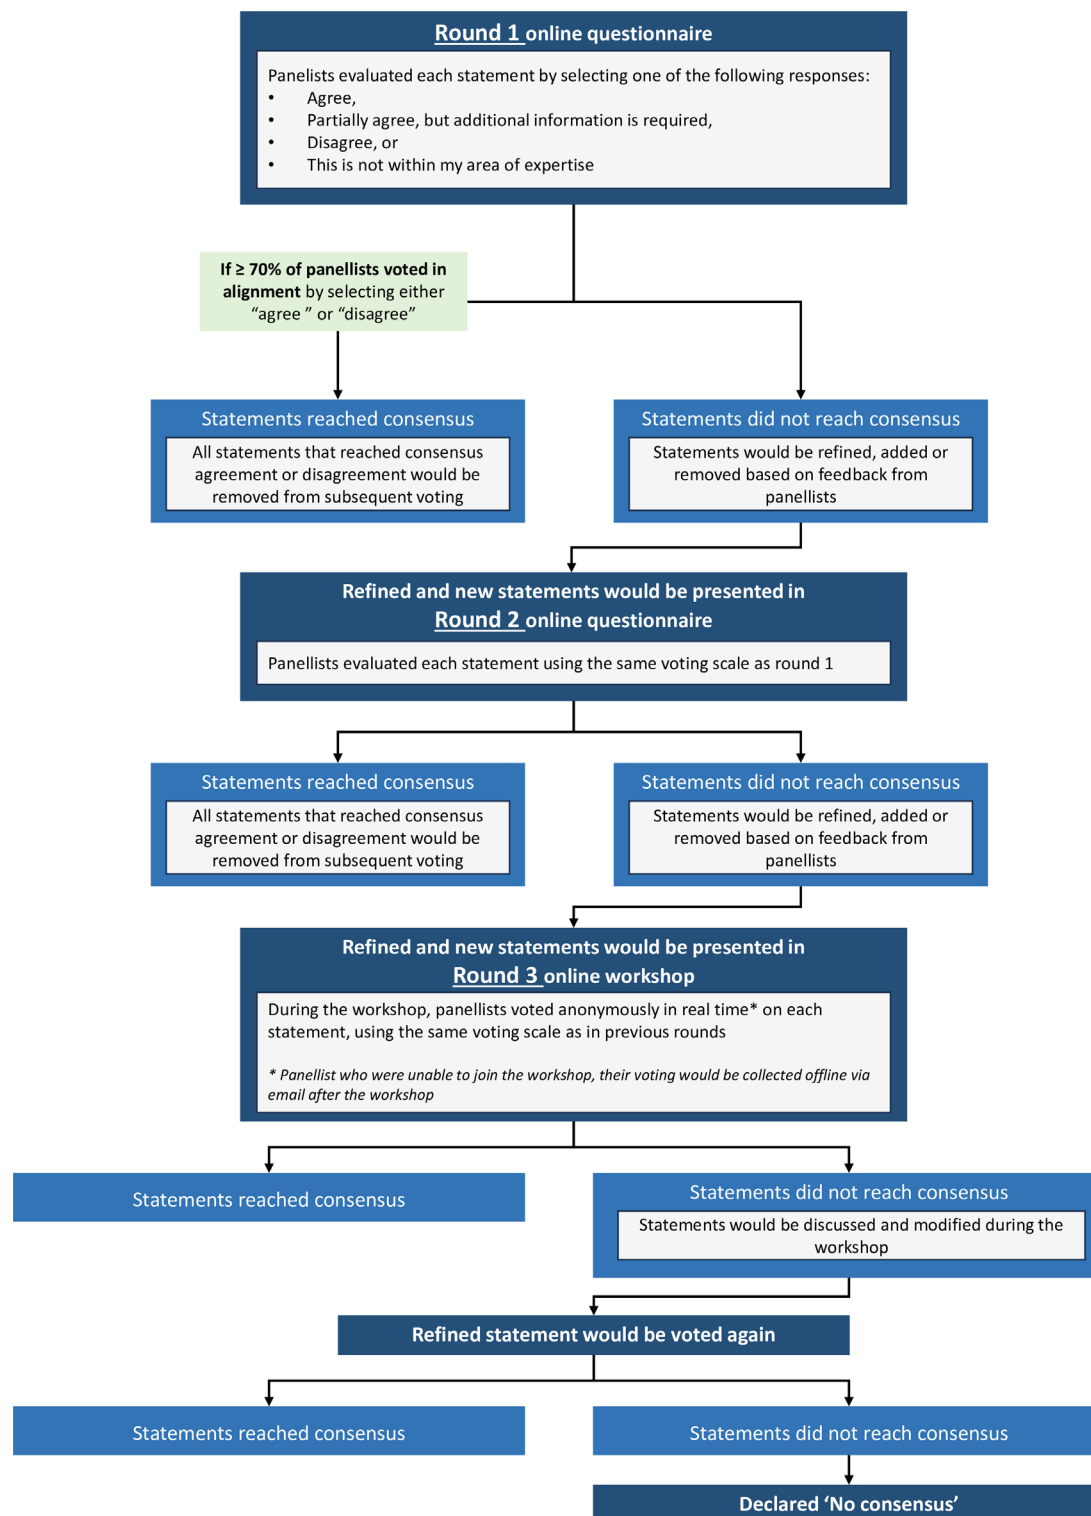 Round 1 online questionnaire
Panelists evaluated each statement by selecting one of the following responses:
• Agree,
• Partially agree, but additional information is required,
• Disagree, or
• This is not within my area of expertise
If ≥ 70% of panellists voted in
alignment by selecting either
“agree ” or “disagree”
Statements reached consensus
All statements that reached consensus
agreement or disagreement would be
removed from subsequent voting
Statements did not reach consensus
Statements would be refined, added or
removed based on feedback from
panellists
Refined and new statements would be presented in
Round 2 online questionnaire
Panellists evaluated each statement using the same voting scale as round 1
Statements reached consensus
All statements that reached consensus
agreement or disagreement would be
removed from subsequent voting
Statements did not reach consensus
Statements would be refined, added or
removed based on feedback from
panellists
Refined and new statements would be presented in
Round 3 online workshop
During the workshop, panellists voted anonymously in real time* on each
statement, using the same voting scale as in previous rounds
* Panellist who were unable to join the workshop, their voting would be collected offline via
email after the workshop
Statements reached consensus
Statements did not reach consensus
Statements would be discussed and modified during the
workshop
Refined statement would be voted again
Statements reached consensus
Statements did not reach consensus
Declared ‘No consensus’